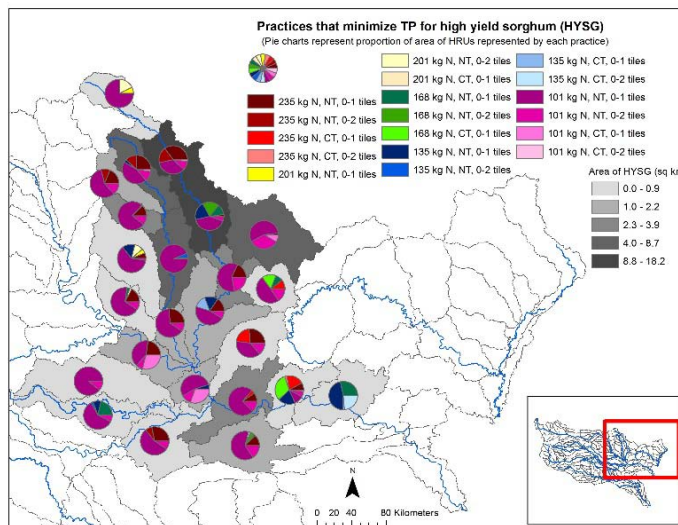 Practices that minimize TP for high yield sorghum (HYSG)
(Pie charts represent proportion of area of HRUs represented by each practice)
235 kg N, NT, 0-1 tiles
235 kg N, NT, 0-2 tiles
235 kg N, CT, 0-1 tiles
235 kg N, CT, 0-2 tiles
201 kg N, NT, 0-1 tiles
201 kg N, NT, 0-2 tiles
201 kg N, CT, 0-2 tiles
168 kg N, NT, 0-1 tiles
168 kg N, NT, 0-2 tiles
168 kg N, CT, 0-1 tiles
135 kg N, NT, 0-1 tiles
135 kg N, NT, 0-2 tiles
135 kg N, CT, 0-1 tiles
135 kg N, CT, 0-2 tiles
101 kg N, NT, 0-1 tiles
101 kg N, NT, 0-2 tiles
101 kg N, CT, 0-1 tiles
101 kg N, CT, 0-2 tiles
Area of HYSG (sq km
0.0 - 0.9
1.0 - 2.2
2.3 - 3.9
4.0 - 8.7
8.8 - 18.2
N
0 20 40 80 Kilometers